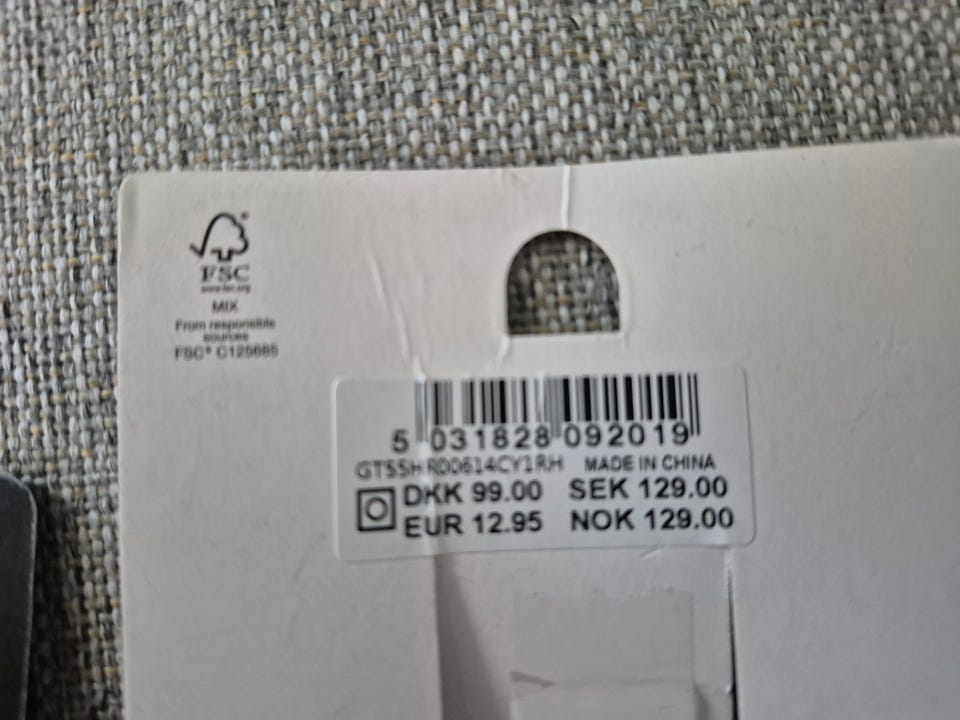 FSC
www.fsc.org
MIX
From responsible
sources
FSC® C125685
5 031828 092019
GTSSHR00614CY1RH MADE IN CHINA
DKK 99.00 SEK 129.00
EUR 12.95 NOK 129.00